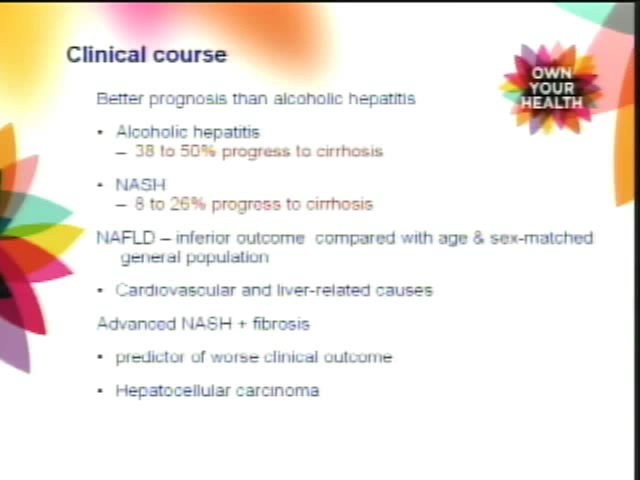 Clinical course
OWN
YOUR
HEALTH
Better prognosis than alcoholic hepatitis
• Alcoholic hepatitis
– 38 to 50% progress to cirrhosis
• NASH
– 8 to 26% progress to cirrhosis
NAFLD – inferior outcome compared with age & sex-matched
general population
• Cardiovascular and liver-related causes
Advanced NASH + fibrosis
• predictor of worse clinical outcome
• Hepatocellular carcinoma